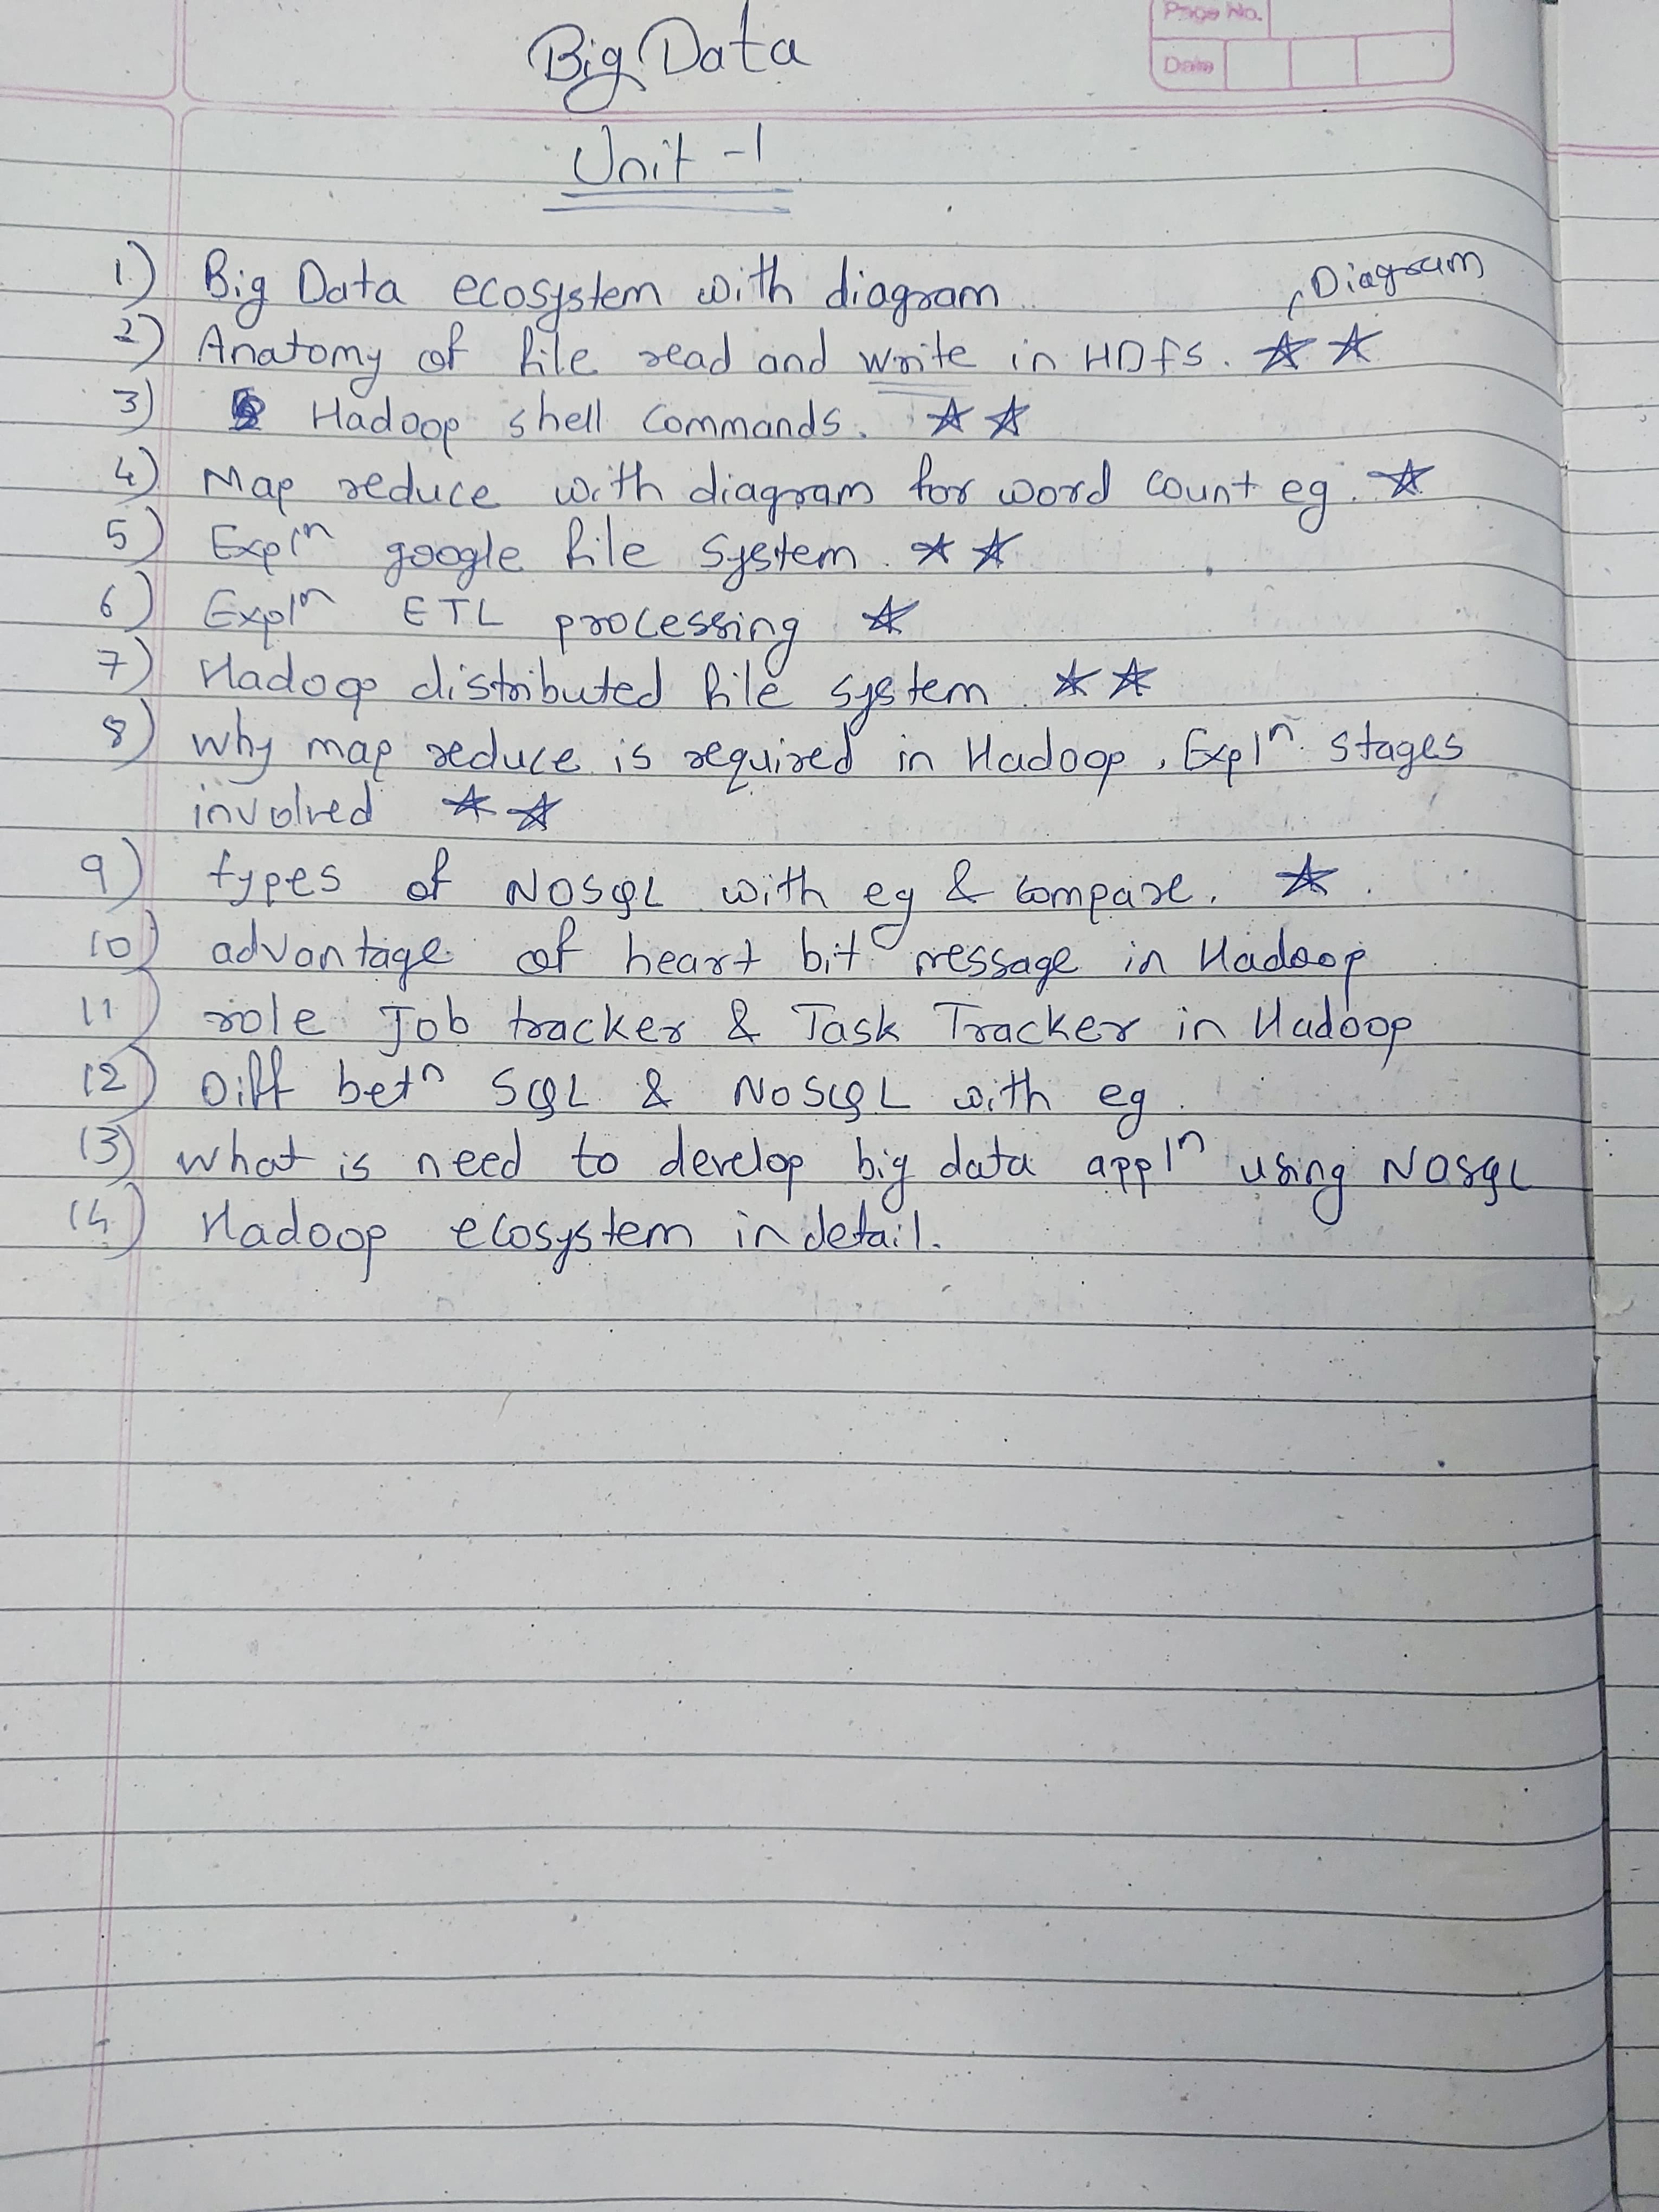 Page No.
Date
Big Data
Unit -1
1) Big Data ecosystem with diagram
Diagram
2) Anatomy of file read and write in HDFS. ☆ ☆
3) Hadoop shell commands. ☆ ☆
4) Map reduce with diagram for word count eg. ☆
5) Explⁿ google file system. ☆ ☆
6) Explⁿ ETL processing ☆
7) Hadoop distributed file system. ☆ ☆
8) why map reduce is required in Hadoop, Explⁿ. stages
involved ☆ ☆
9) types of NOSQL with eg & compare. ☆.
10) advantage of heart bit message in Hadoop
11) role Job tracker & Task Tracker in Hadoop
12) Diff betⁿ SQL & NoSQL with eg.
13) what is need to develop big data applⁿ using NOSQL
14) Hadoop ecosystem in detail.